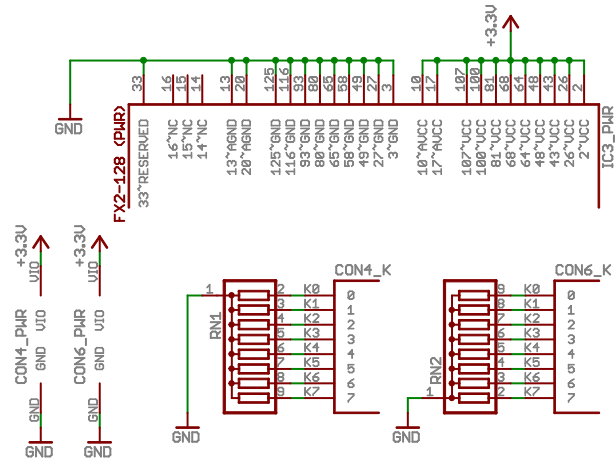 +3.3V
33 16 15 14 13 20 125 116 93 80 65 58 49 27 3 10 17 107 100 81 68 64 48 43 26 2
GND
FX2-128 (PWR)
33~RESERVED
16~NC
15~NC
14~NC
13~AGND
20~AGND
125~GND
116~GND
93~GND
80~GND
65~GND
58~GND
49~GND
27~GND
3~GND
10~AVCC
17~AVCC
107~VCC
100~VCC
81~VCC
68~VCC
64~VCC
48~VCC
43~VCC
26~VCC
2~VCC
IC3_PWR
+3.3V
VIO
CON4_PWR
VIO
GND
GND
GND
+3.3V
VIO
CON6_PWR
VIO
GND
GND
GND
CON4_K
1 2 K0 0
3 K1 1
4 K2 2
5 K3 3
6 K4 4
7 K5 5
8 K6 6
9 K7 7
RN1
GND
CON6_K
9 K0 0
8 K1 1
7 K2 2
6 K3 3
5 K4 4
4 K5 5
3 K6 6
1 2 K7 7
RN2
GND